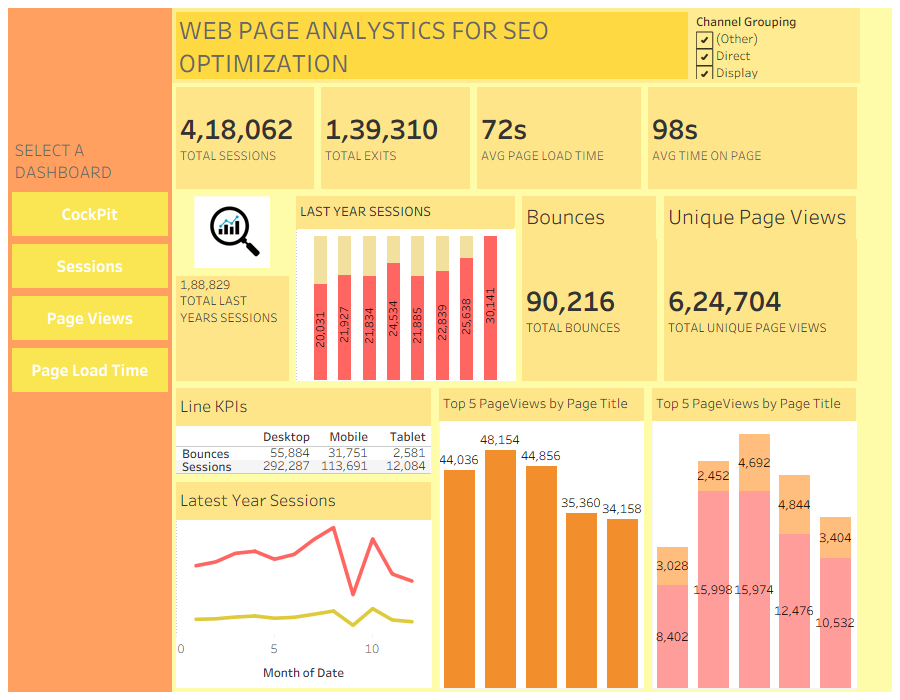 WEB PAGE ANALYSTICS FOR SEO
OPTIMIZATION
Channel Grouping
(Other)
Direct
Display
SELECT A
DASHBOARD
CockPit
Sessions
Page Views
Page Load Time
4,18,062
TOTAL SESSIONS
1,39,310
TOTAL EXITS
72s
AVG PAGE LOAD TIME
98s
AVG TIME ON PAGE
1,88,829
TOTAL LAST
YEARS SESSIONS
LAST YEAR SESSIONS
20,031
21,927
21,834
24,534
21,885
22,839
25,638
30,141
Bounces
90,216
TOTAL BOUNCES
Unique Page Views
6,24,704
TOTAL UNIQUE PAGE VIEWS
Line KPIs
Desktop Mobile Tablet
Bounces 55,884 31,751 2,581
Sessions 292,287 113,691 12,084
Latest Year Sessions
0 5 10
Month of Date
Top 5 PageViews by Page Title
44,036
48,154
44,856
35,360
34,158
Top 5 PageViews by Page Title
3,028
8,402
2,452
15,998
4,692
15,974
4,844
12,476
3,404
10,532